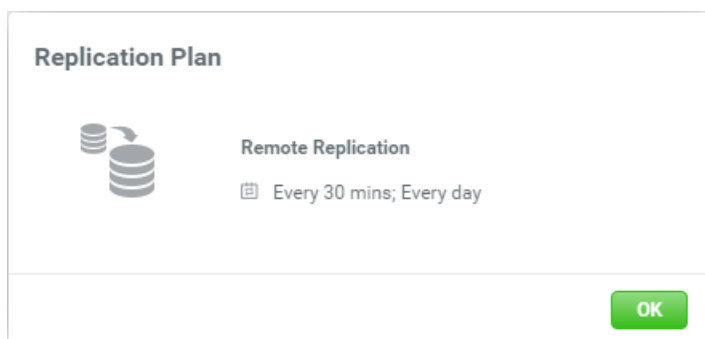 Replication Plan
Remote Replication
Every 30 mins; Every day
OK